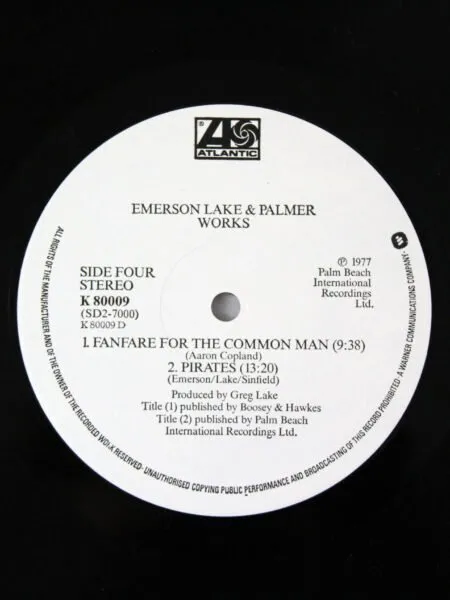 ®
ATLANTIC
EMERSON LAKE & PALMER
WORKS
SIDE FOUR
STEREO
K 80009
(SD2-7000)
K 80009 D
℗ 1977
Palm Beach
International
Recordings
Ltd.
1. FANFARE FOR THE COMMON MAN (9:38)
(Aaron Copland)
2. PIRATES (13:20)
(Emerson/Lake/Sinfield)
Produced by Greg Lake
Title (1) published by Boosey & Hawkes
Title (2) published by Palm Beach
International Recordings Ltd.
ALL RIGHTS OF THE MANUFACTURER AND OF THE OWNER OF THE RECORDED WORK RESERVED · UNAUTHORISED COPYING PUBLIC PERFORMANCE AND BROADCASTING OF THIS RECORD PROHIBITED · A WARNER COMMUNICATIONS COMPANY ·